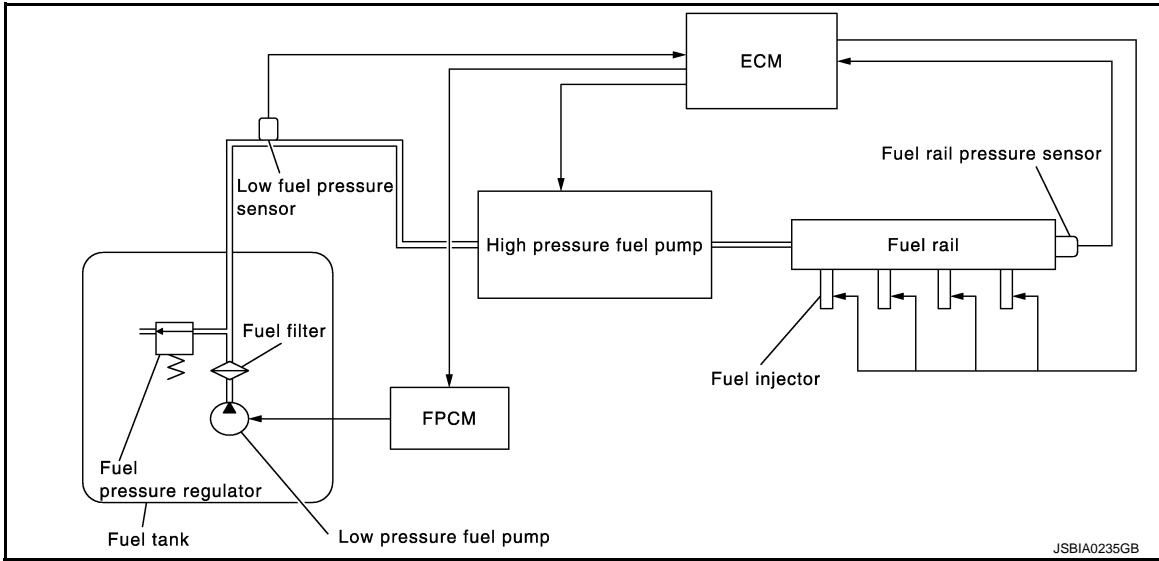 ECM
Fuel rail pressure sensor
Low fuel pressure
sensor
High pressure fuel pump
Fuel rail
Fuel filter
Fuel injector
FPCM
Fuel
pressure regulator
Fuel tank
Low pressure fuel pump
JSBIA0235GB